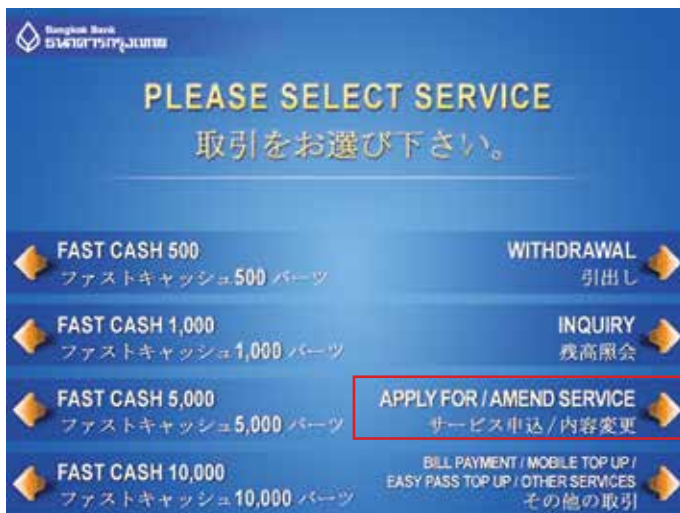 Bangkok Bank
ธนาคารกรุงเทพ
PLEASE SELECT SERVICE
取引をお選び下さい。
FAST CASH 500
ファストキャッシュ500 バーツ
WITHDRAWAL
引出し
FAST CASH 1,000
ファストキャッシュ1,000 バーツ
INQUIRY
残高照会
FAST CASH 5,000
ファストキャッシュ5,000 バーツ
APPLY FOR / AMEND SERVICE
サービス申込/内容変更
FAST CASH 10,000
ファストキャッシュ10,000 バーツ
BILL PAYMENT / MOBILE TOP UP /
EASY PASS TOP UP / OTHER SERVICES
その他の取引